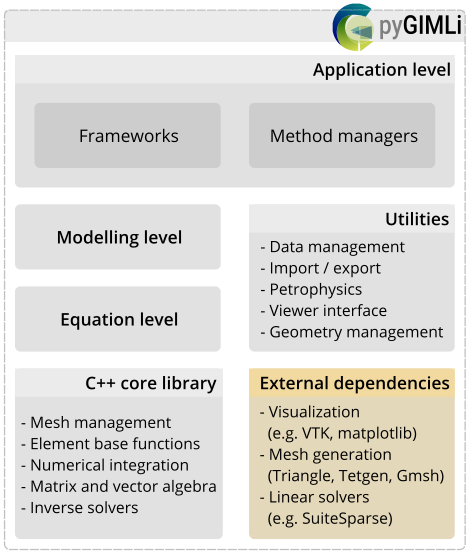 pyGIMLi
Application level
Frameworks
Method managers
Modelling level
Equation level
Utilities
- Data management
- Import / export
- Petrophysics
- Viewer interface
- Geometry management
C++ core library
- Mesh management
- Element base functions
- Numerical integration
- Matrix and vector algebra
- Inverse solvers
External dependencies
- Visualization
(e.g. VTK, matplotlib)
- Mesh generation
(Triangle, Tetgen, Gmsh)
- Linear solvers
(e.g. SuiteSparse)